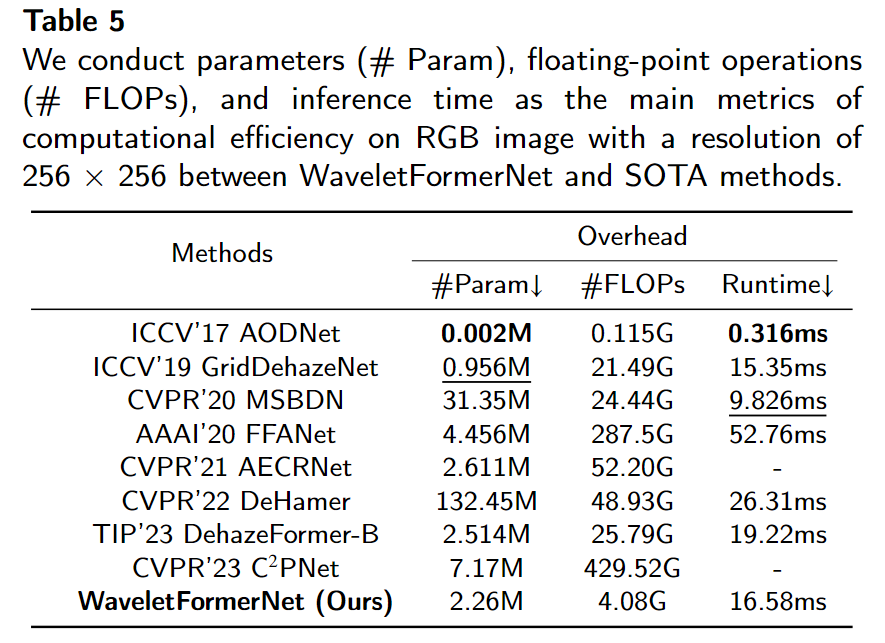 Table 5
We conduct parameters (# Param), floating-point operations
(# FLOPs), and inference time as the main metrics of
computational efficiency on RGB image with a resolution of
256 × 256 between WaveletFormerNet and SOTA methods.
Methods Overhead
#Param↓ #FLOPs Runtime↓
ICCV'17 AODNet 0.002M 0.115G 0.316ms
ICCV'19 GridDehazeNet 0.956M 21.49G 15.35ms
CVPR'20 MSBDN 31.35M 24.44G 9.826ms
AAAI'20 FFANet 4.456M 287.5G 52.76ms
CVPR'21 AECRNet 2.611M 52.20G -
CVPR'22 DeHamer 132.45M 48.93G 26.31ms
TIP'23 DehazeFormer-B 2.514M 25.79G 19.22ms
CVPR'23 C²PNet 7.17M 429.52G -
WaveletFormerNet (Ours) 2.26M 4.08G 16.58ms